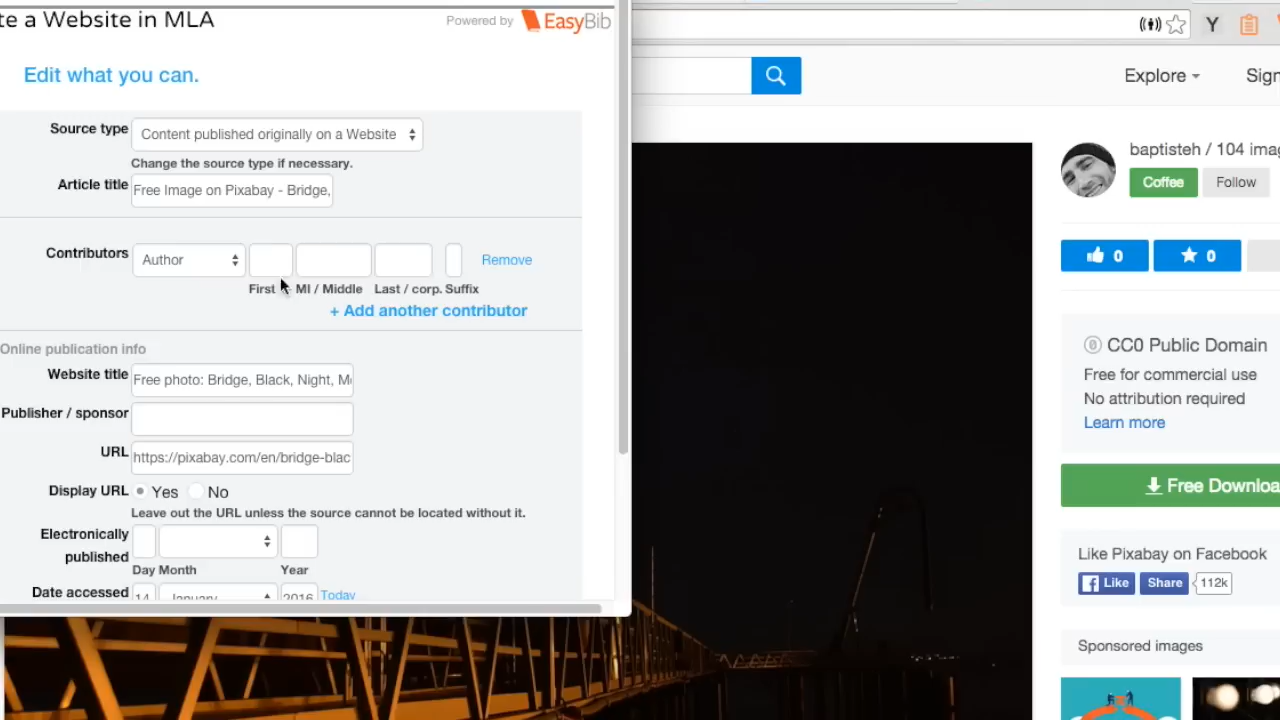 te a Website in MLA
Powered by EasyBib
Edit what you can.
Source type Content published originally on a Website
Change the source type if necessary.
Article title Free Image on Pixabay - Bridge,
Contributors Author Remove
First MI / Middle Last / corp. Suffix
+ Add another contributor
Online publication info
Website title Free photo: Bridge, Black, Night, M
Publisher / sponsor
URL https://pixabay.com/en/bridge-blac
Display URL Yes No
Leave out the URL unless the source cannot be located without it.
Electronically
published
Day Month Year
Date accessed 14 January 2016 Today
Y
Explore Sign
baptisteh / 104 imag
Coffee Follow
0 0
0 CC0 Public Domain
Free for commercial use
No attribution required
Learn more
Free Downloa
Like Pixabay on Facebook
f Like Share 112k
Sponsored images